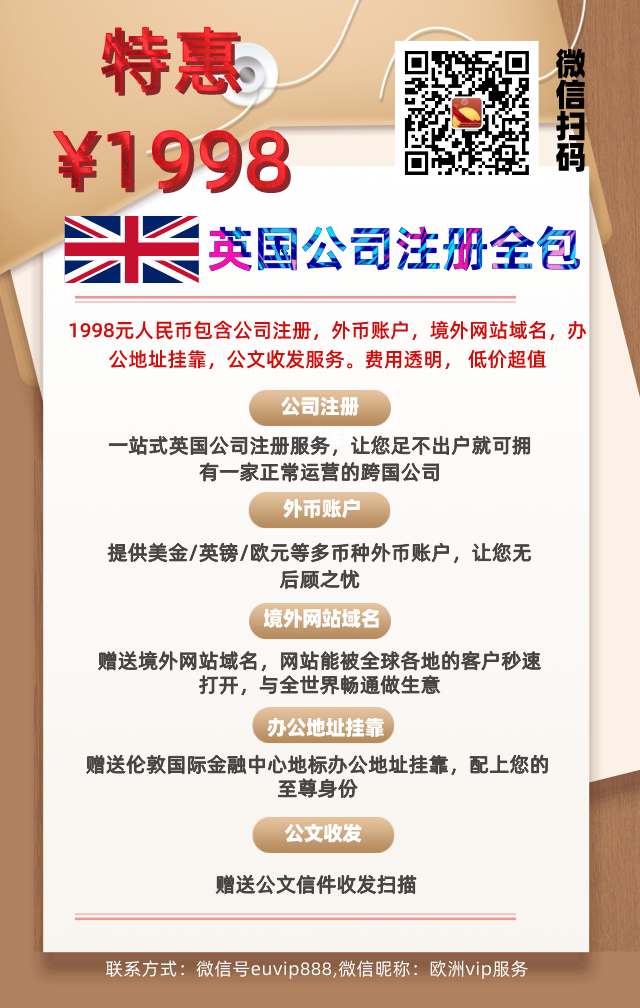 特惠
¥1998
微信扫码
英国公司注册全包
1998元人民币包含公司注册，外币账户，境外网站域名，办
公地址挂靠，公文收发服务。费用透明， 低价超值
公司注册
一站式英国公司注册服务，让您足不出户就可拥
有一家正常运营的跨国公司
外币账户
提供美金/英镑/欧元等多币种外币账户，让您无
后顾之忧
境外网站域名
赠送境外网站域名，网站能被全球各地的客户秒速
打开，与全世界畅通做生意
办公地址挂靠
赠送伦敦国际金融中心地标办公地址挂靠，配上您的
至尊身份
公文收发
赠送公文信件收发扫描
联系方式：微信号euvip888,微信昵称：欧洲vip服务